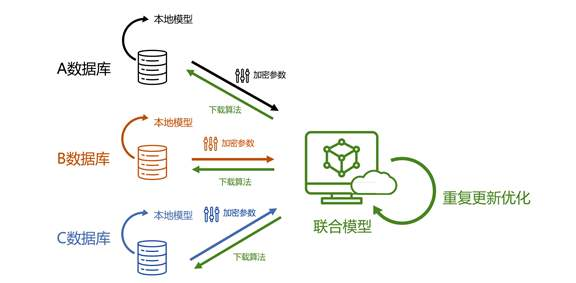 本地模型
A数据库
加密参数
下载算法
本地模型
加密参数
B数据库
下载算法
本地模型
加密参数
C数据库
下载算法
联合模型
重复更新优化